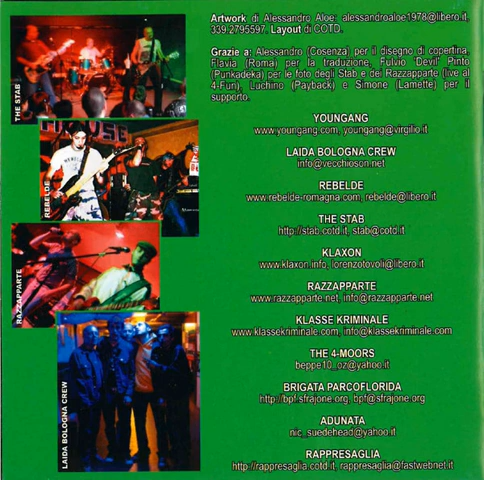 Artwork di Alessandro Aloe: alessandroaloe1978@libero.it,
339-2795597, Layout di COTD.
Grazie a: Alessandro (Cosenza) per il disegno di copertina,
Flavia (Roma) per la traduzione, Fulvio 'Devil' Pinto
(Punkadeka) per le foto degli Stab e dei Razzapparte (live al
4-Fun), Luchino (Payback) e Simone (Lamette) per il
supporto.
THE STAB
REBELDE
RAZZAPPARTE
LAIDA BOLOGNA CREW
YOUNGANG
www.youngang.com, youngang@virgilio.it
LAIDA BOLOGNA CREW
info@vecchioson.net
REBELDE
www.rebelde-romagna.com, rebelde@libero.it
THE STAB
http://stab.cotd.it, stab@cotd.it
KLAXON
www.klaxon.info, lorenzotovoli@libero.it
RAZZAPPARTE
www.razzapparte.net, info@razzapparte.net
KLASSE KRIMINALE
www.klassekriminale.com, info@klassekriminale.com
THE 4-MOORS
beppe10_oz@yahoo.it
BRIGATA PARCOFLORIDA
http://bpf.sfrajone.org, bpf@sfrajone.org
ADUNATA
nic_suedehead@yahoo.it
RAPPRESAGLIA
http://rappresaglia.cotd.it, rappresaglia@fastwebnet.it